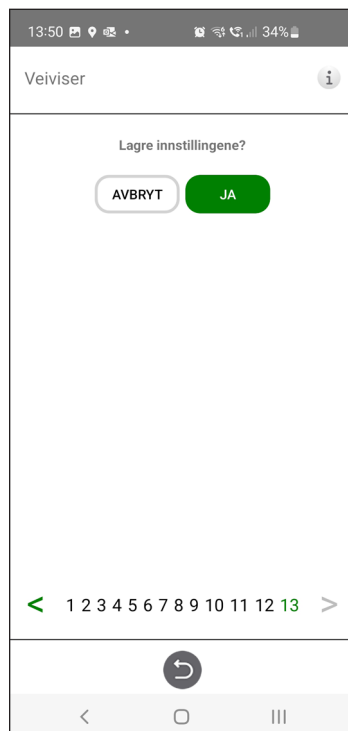 13:50 34%
Veiviser i
Lagre innstillingene?
AVBRYT JA
< 1 2 3 4 5 6 7 8 9 10 11 12 13 >